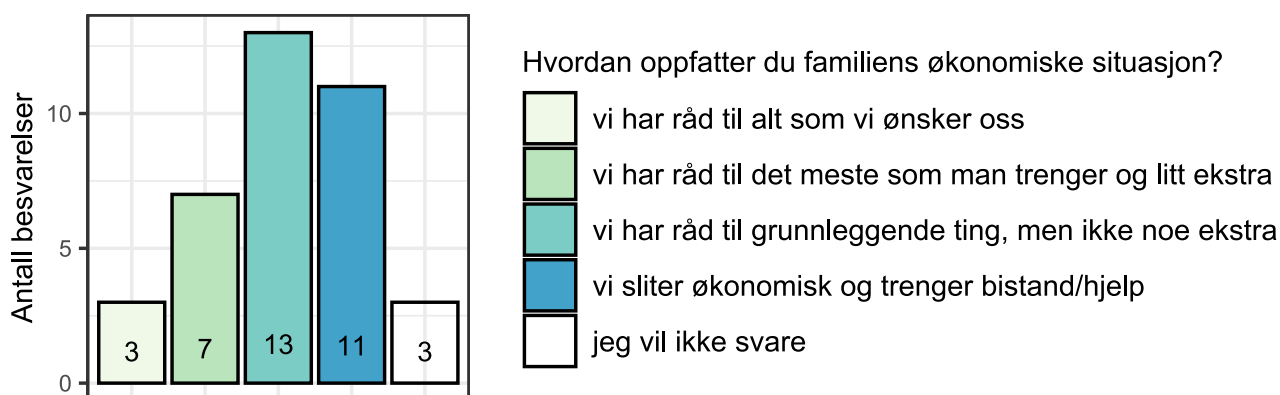 Antall besvarelser
10
5
0
3
7
13
11
3
Hvordan oppfatter du familiens økonomiske situasjon?
vi har råd til alt som vi ønsker oss
vi har råd til det meste som man trenger og litt ekstra
vi har råd til grunnleggende ting, men ikke noe ekstra
vi sliter økonomisk og trenger bistand/hjelp
jeg vil ikke svare